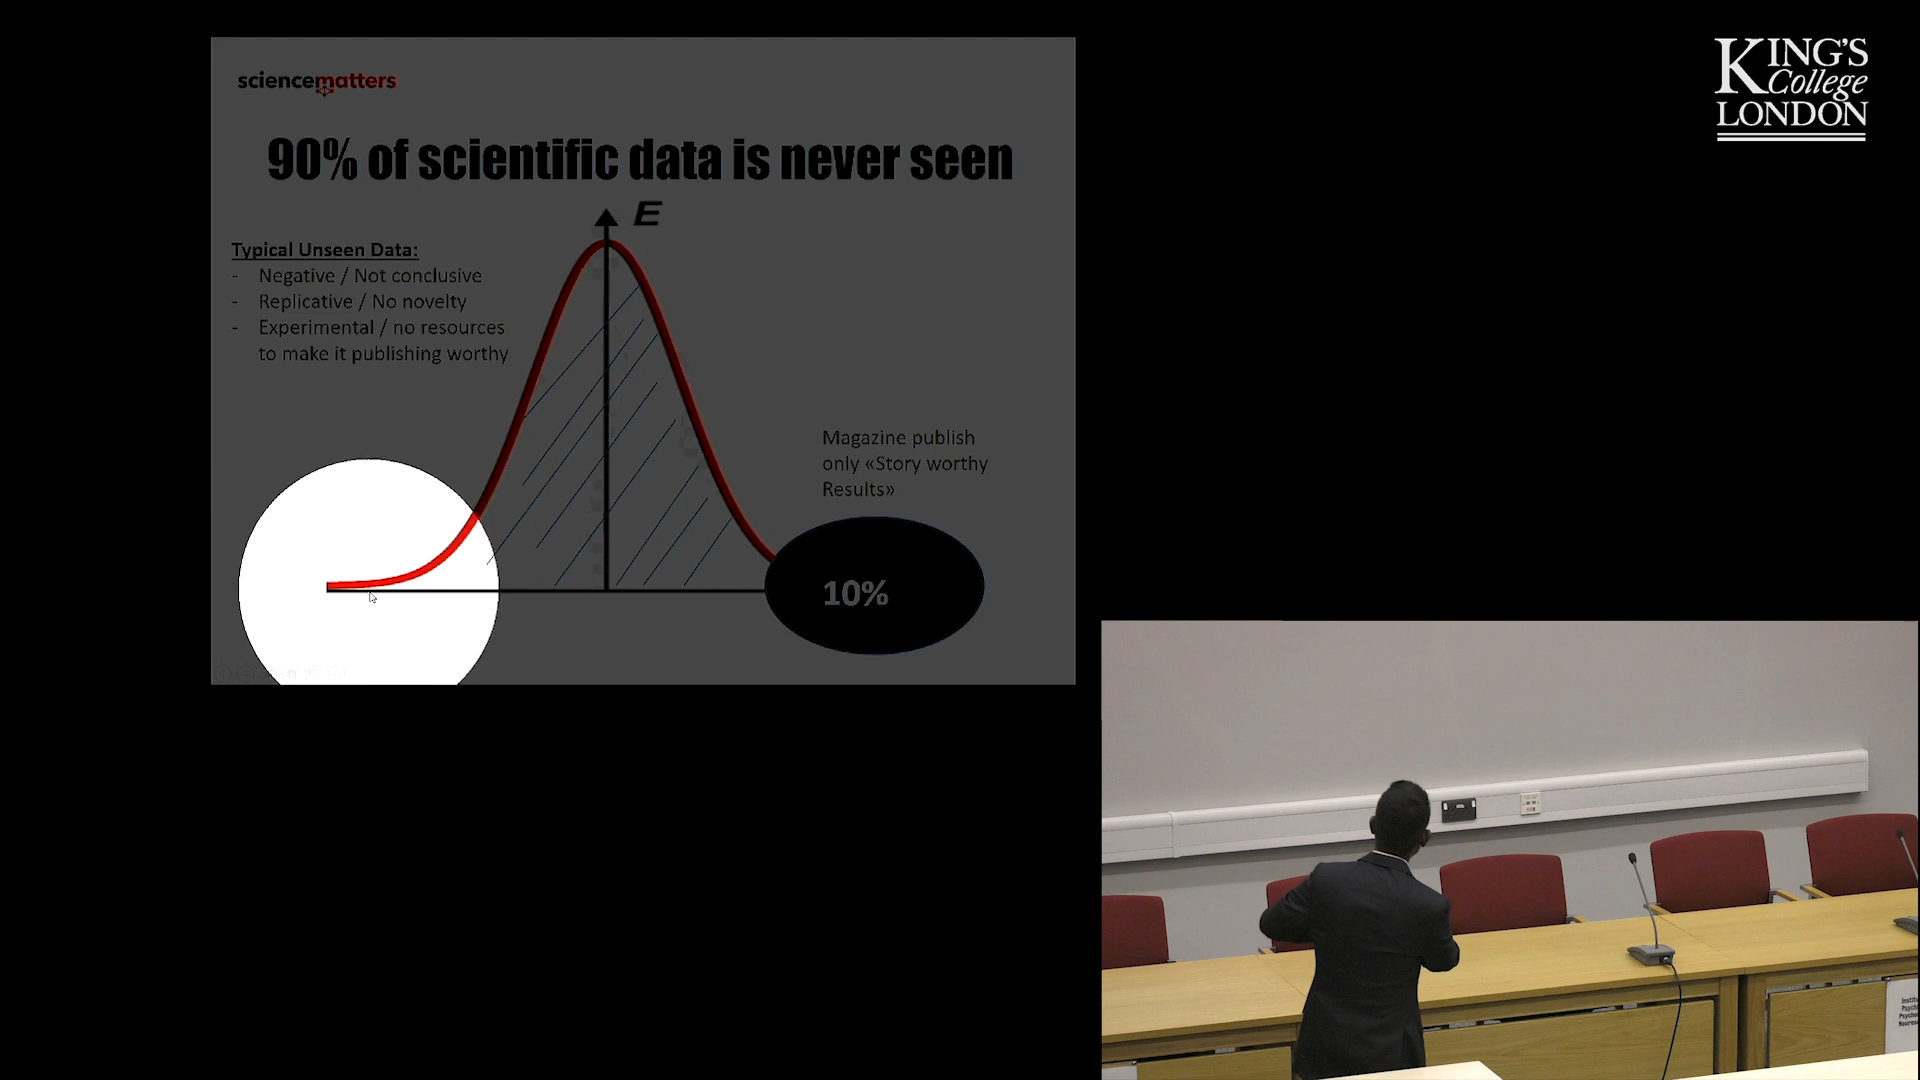 sciencematters
KING'S
College
LONDON
90% of scientific data is never seen
E
Typical Unseen Data:
- Negative / Not conclusive
- Replicative / No novelty
- Experimental / no resources
to make it publishing worthy
Magazine publish
only «Story worthy
Results»
10%